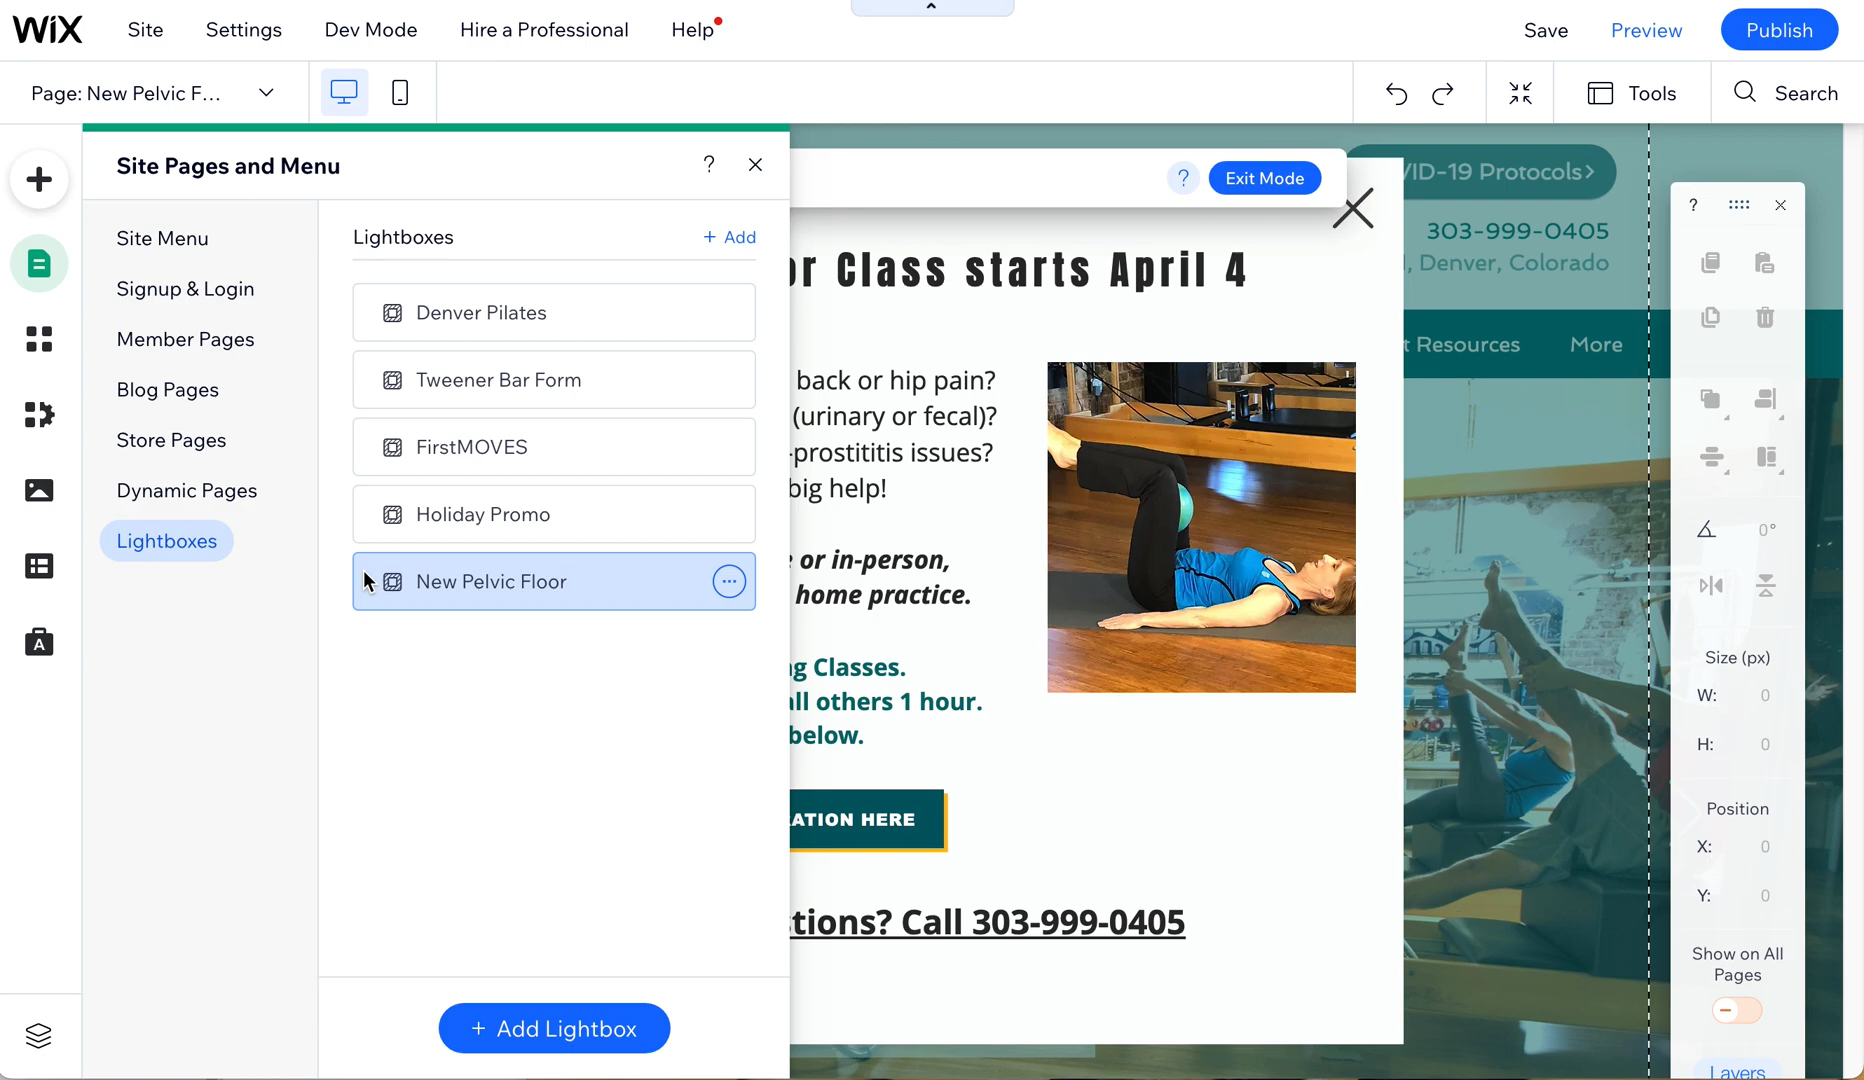 WiX Site Settings Dev Mode Hire a Professional Help Save Preview Publish
Page: New Pelvic F... Tools Search
Site Pages and Menu ? ×
Site Menu
Signup & Login
Member Pages
Blog Pages
Store Pages
Dynamic Pages
Lightboxes
Lightboxes + Add
Denver Pilates
Tweener Bar Form
FirstMOVES
Holiday Promo
New Pelvic Floor
+ Add Lightbox
? Exit Mode
Class starts April 4
back or hip pain?
(urinary or fecal)?
-prostititis issues?
big help!
or in-person,
home practice.
Classes.
all others 1 hour.
below.
HERE
Call 303-999-0405
Protocols>
303-999-0405
Denver, Colorado
Resources More
?
0°
Size (px)
W: 0
H: 0
Position
X: 0
Y: 0
Show on All
Pages
Layers
A